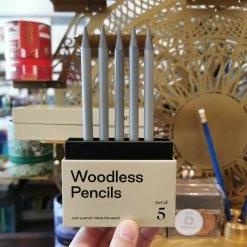 Woodless
Pencils
Set of
5
Just a pencil, minus the wood